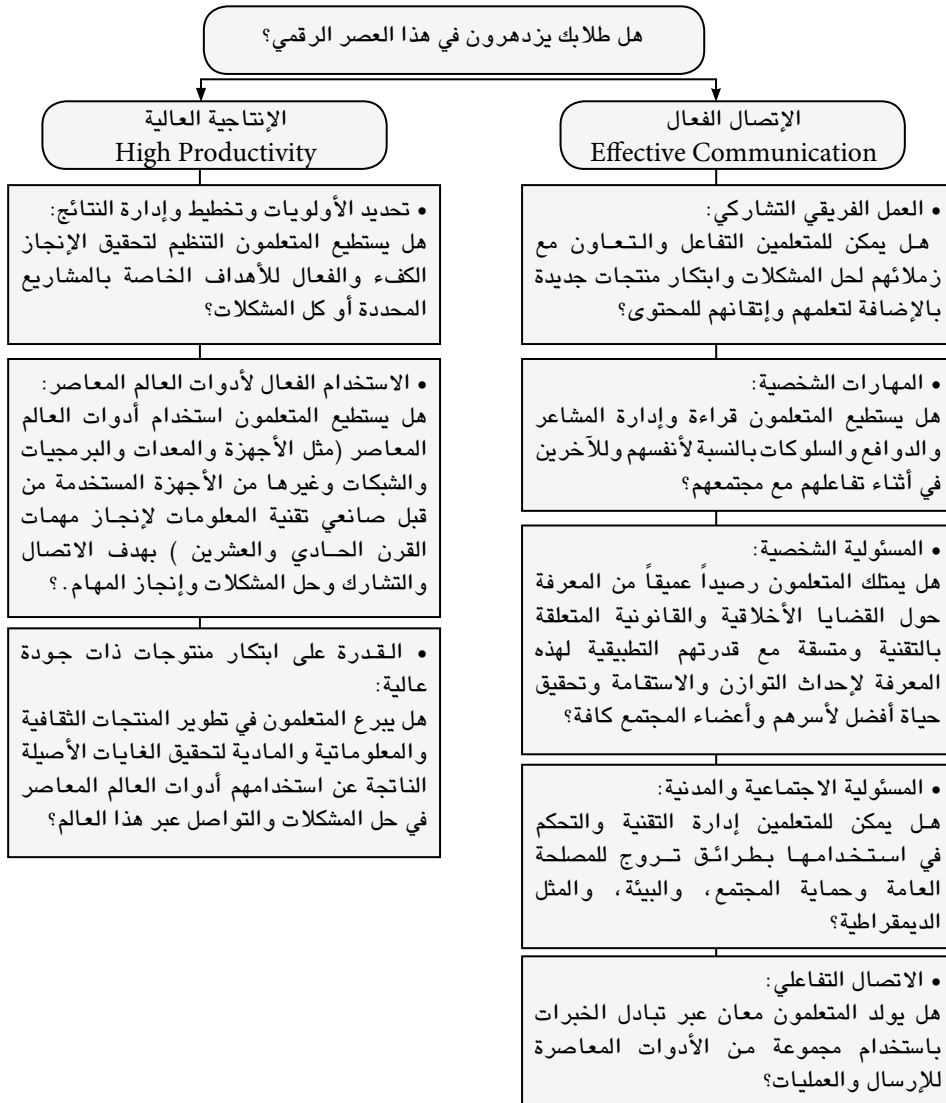 هل طلابك يزدهرون في هذا العصر الرقمي؟
الإتصال الفعال
Effective Communication
• العمل الفريقي التشاركي:
هل يمكن للمتعلمين التفاعل والتعاون مع
زملائهم لحل المشكلات وابتكار منتجات جديدة
بالإضافة لتعلمهم وإتقانهم للمحتوى؟
• المهارات الشخصية:
هل يستطيع المتعلمون قراءة وإدارة المشاعر
والدوافع والسلوكات بالنسبة لأنفسهم وللآخرين
في أثناء تفاعلهم مع مجتمعهم؟
• المسئولية الشخصية:
هل يمتلك المتعلمون رصيداً عميقاً من المعرفة
حول القضايا الأخلاقية والقانونية المتعلقة
بالتقنية ومتسقة مع قدرتهم التطبيقية لهذه
المعرفة لإحداث التوازن والاستقامة وتحقيق
حياة أفضل لأسرهم وأعضاء المجتمع كافة؟
• المسئولية الاجتماعية والمدنية:
هل يمكن للمتعلمين إدارة التقنية والتحكم
في استخدامها بطرائق تروج للمصلحة
العامة وحماية المجتمع، والبيئة، والمثل
الديمقراطية؟
• الاتصال التفاعلي:
هل يولد المتعلمون معان عبر تبادل الخبرات
باستخدام مجموعة من الأدوات المعاصرة
للإرسال والعمليات؟
الإنتاجية العالية
High Productivity
• تحديد الأولويات وتخطيط وإدارة النتائج:
هل يستطيع المتعلمون التنظيم لتحقيق الإنجاز
الكفء والفعال للأهداف الخاصة بالمشاريع
المحددة أو كل المشكلات؟
• الاستخدام الفعال لأدوات العالم المعاصر:
هل يستطيع المتعلمون استخدام أدوات العالم
المعاصر (مثل الأجهزة والمعدات والبرمجيات
والشبكات وغيرها من الأجهزة المستخدمة من
قبل صانعي تقنية المعلومات لإنجاز مهمات
القرن الحادي والعشرين ) بهدف الاتصال
والتشارك وحل المشكلات وإنجاز المهام.؟
• القدرة على ابتكار منتوجات ذات جودة
عالية:
هل يبرع المتعلمون في تطوير المنتجات الثقافية
والمعلوماتية والمادية لتحقيق الغايات الأصيلة
الناتجة عن استخدامهم أدوات العالم المعاصر
في حل المشكلات والتواصل عبر هذا العالم؟